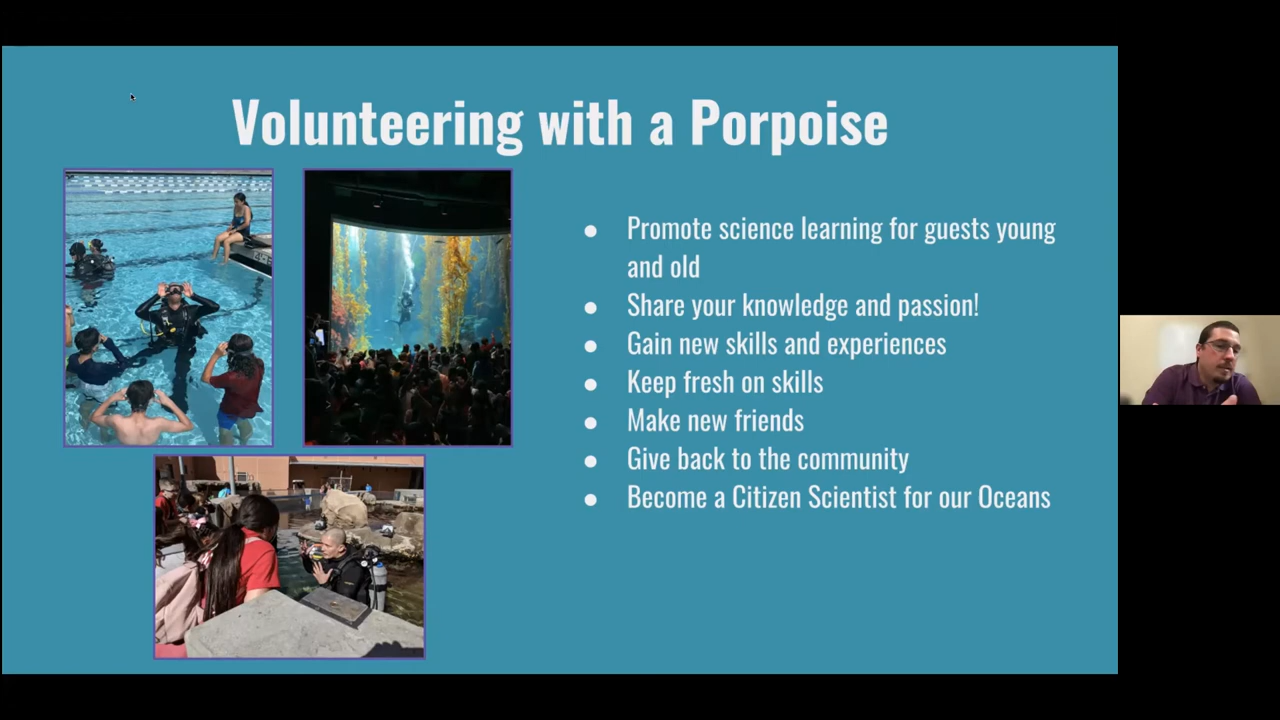 Volunteering with a Porpoise
● Promote science learning for guests young
and old
● Share your knowledge and passion!
● Gain new skills and experiences
● Keep fresh on skills
● Make new friends
● Give back to the community
● Become a Citizen Scientist for our Oceans